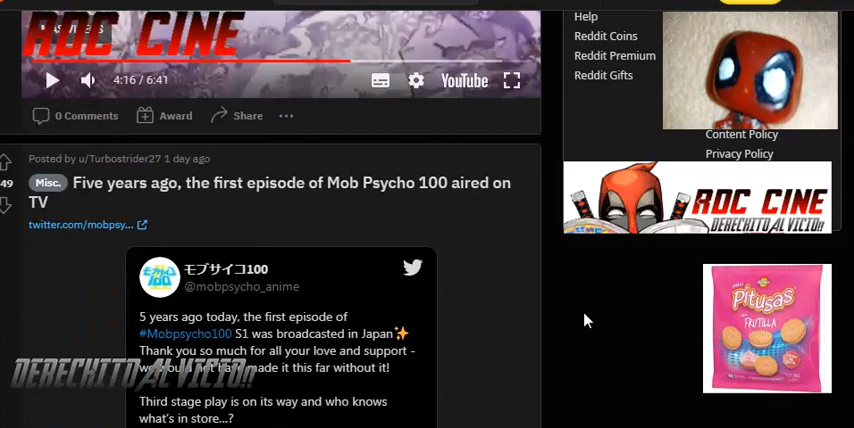 RDC CINE
4:16 / 6:41
YouTube
0 Comments
Award
Share
Help
Reddit Coins
Reddit Premium
Reddit Gifts
Content Policy
Privacy Policy
RDC CINE
DERECHITO AL VICIO!!
Posted by u/Turbostrider27 1 day ago
49
Misc. Five years ago, the first episode of Mob Psycho 100 aired on
TV
twitter.com/mobpsy...
モブサイコ100
@mobpsycho_anime
5 years ago today, the first episode of
#Mobpsycho100 S1 was broadcasted in Japan✨
Thank you so much for all your love and support -
we would not have made it this far without it!
Third stage play is on its way and who knows
what's in store...?
DERECHITO AL VICIO!!
Pitusas
FRUTILLA